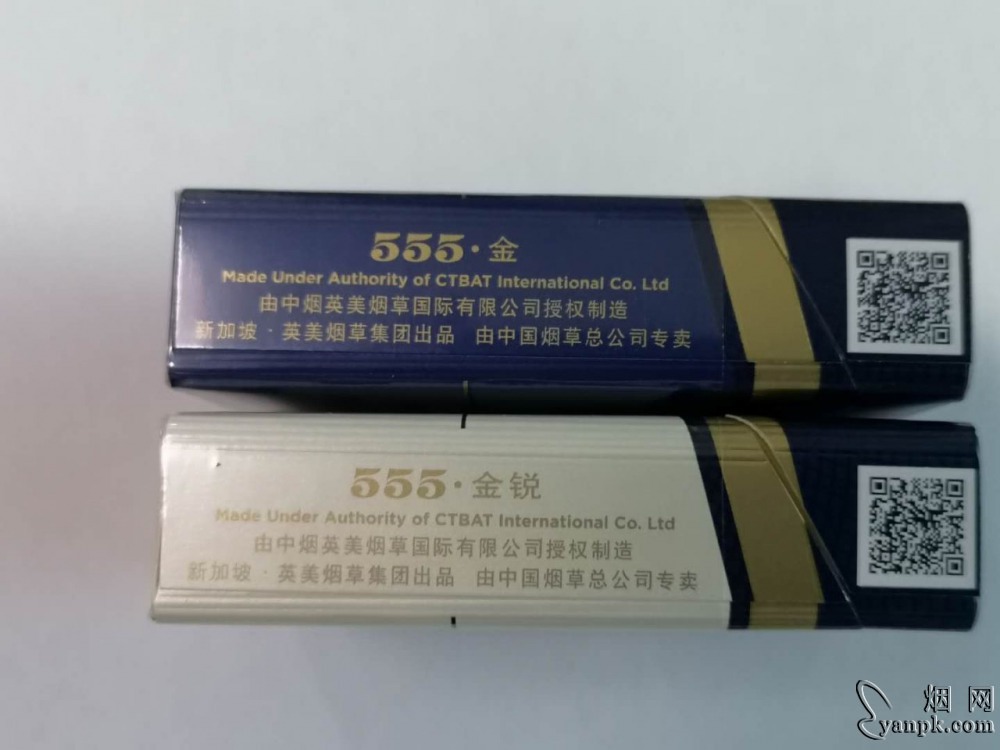 555·金
Made Under Authority of CTBAT International Co. Ltd
由中烟英美烟草国际有限公司授权制造
新加坡·英美烟草集团出品 由中国烟草总公司专卖
555·金锐
Made Under Authority of CTBAT International Co. Ltd
由中烟英美烟草国际有限公司授权制造
新加坡·英美烟草集团出品 由中国烟草总公司专卖
烟网
yanpk.com